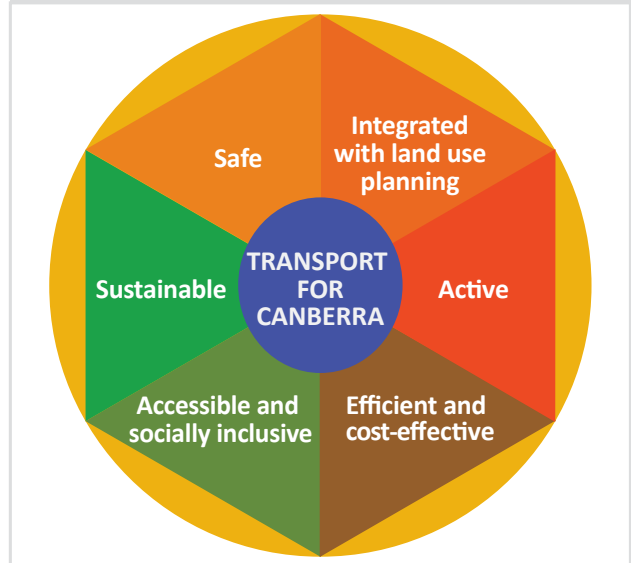 Safe
Integrated
with land use
planning
Sustainable
TRANSPORT
FOR
CANBERRA
Active
Accessible and
socially inclusive
Efficient and
cost-effective